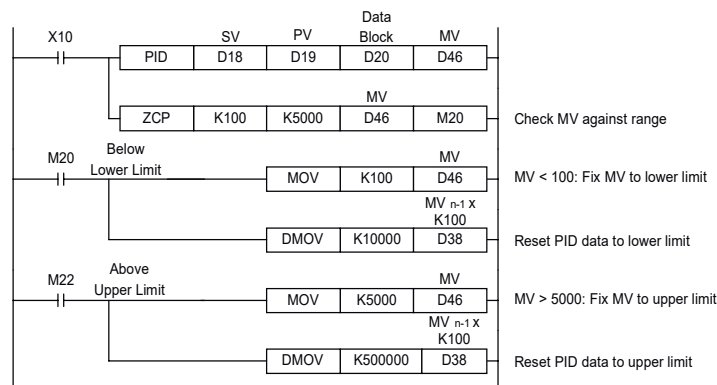 Data
X10 SV PV Block MV
PID D18 D19 D20 D46
MV
ZCP K100 K5000 D46 M20 Check MV against range
Below
M20 Lower Limit MV
MOV K100 D46 MV < 100: Fix MV to lower limit
MV n-1 x
K100
DMOV K10000 D38 Reset PID data to lower limit
Above
M22 Upper Limit MV
MOV K5000 D46 MV > 5000: Fix MV to upper limit
MV n-1 x
K100
DMOV K500000 D38 Reset PID data to upper limit